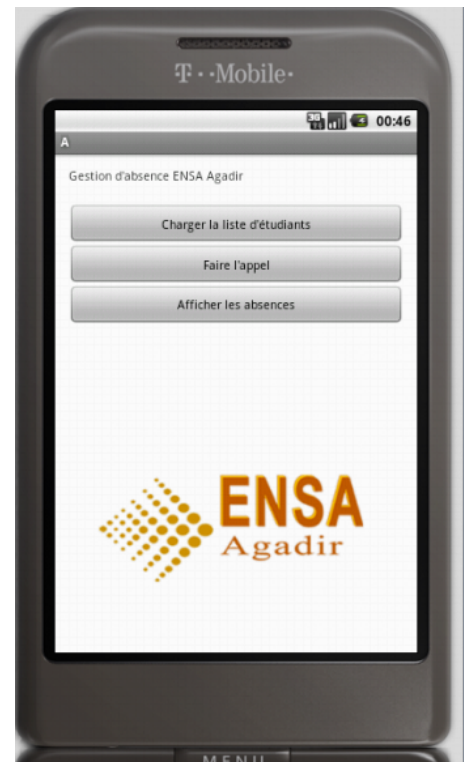 T··Mobile·
3G
00:46
A
Gestion d'absence ENSA Agadir
Charger la liste d'étudiants
Faire l'appel
Afficher les absences
ENSA
Agadir
MENU